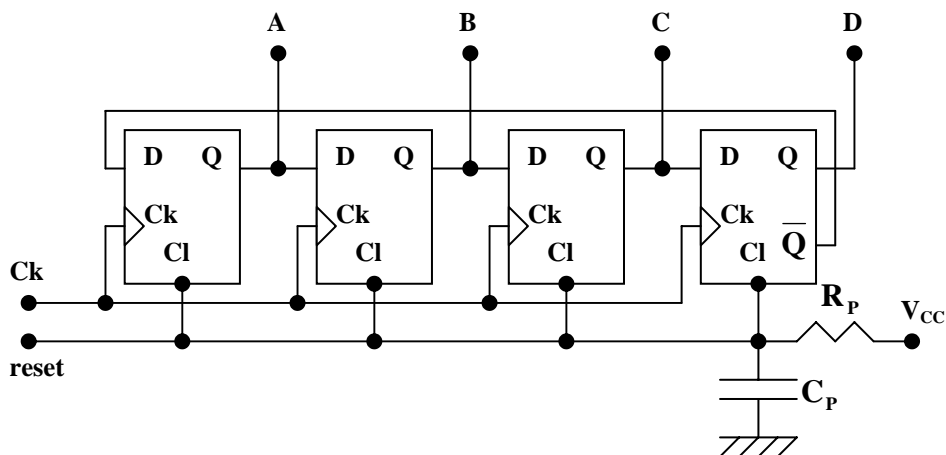 A B C D
D Q D Q D Q D Q
Ck Ck Ck Ck
Cl Cl Cl Cl Q̅
Ck
R_P V_CC
reset
C_P